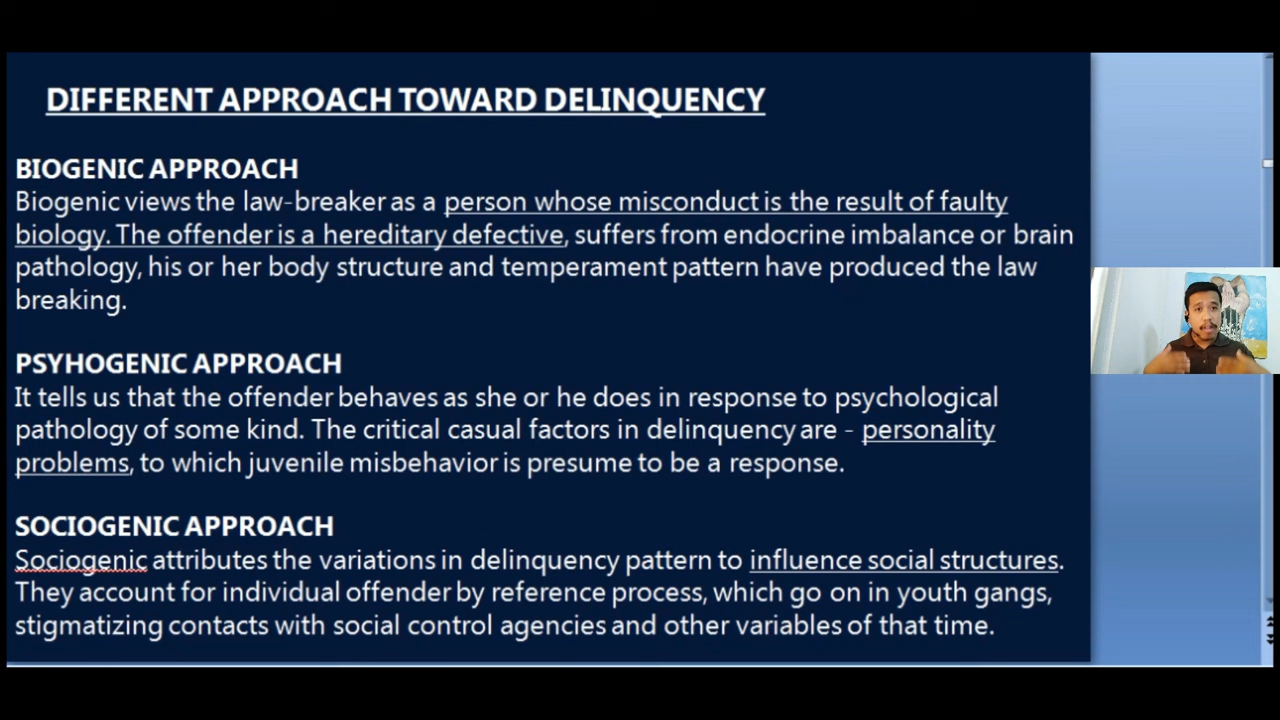 DIFFERENT APPROACH TOWARD DELINQUENCY
BIOGENIC APPROACH
Biogenic views the law-breaker as a person whose misconduct is the result of faulty
biology. The offender is a hereditary defective, suffers from endocrine imbalance or brain
pathology, his or her body structure and temperament pattern have produced the law
breaking.
PSYHOGENIC APPROACH
It tells us that the offender behaves as she or he does in response to psychological
pathology of some kind. The critical casual factors in delinquency are - personality
problems, to which juvenile misbehavior is presume to be a response.
SOCIOGENIC APPROACH
Sociogenic attributes the variations in delinquency pattern to influence social structures.
They account for individual offender by reference process, which go on in youth gangs,
stigmatizing contacts with social control agencies and other variables of that time.